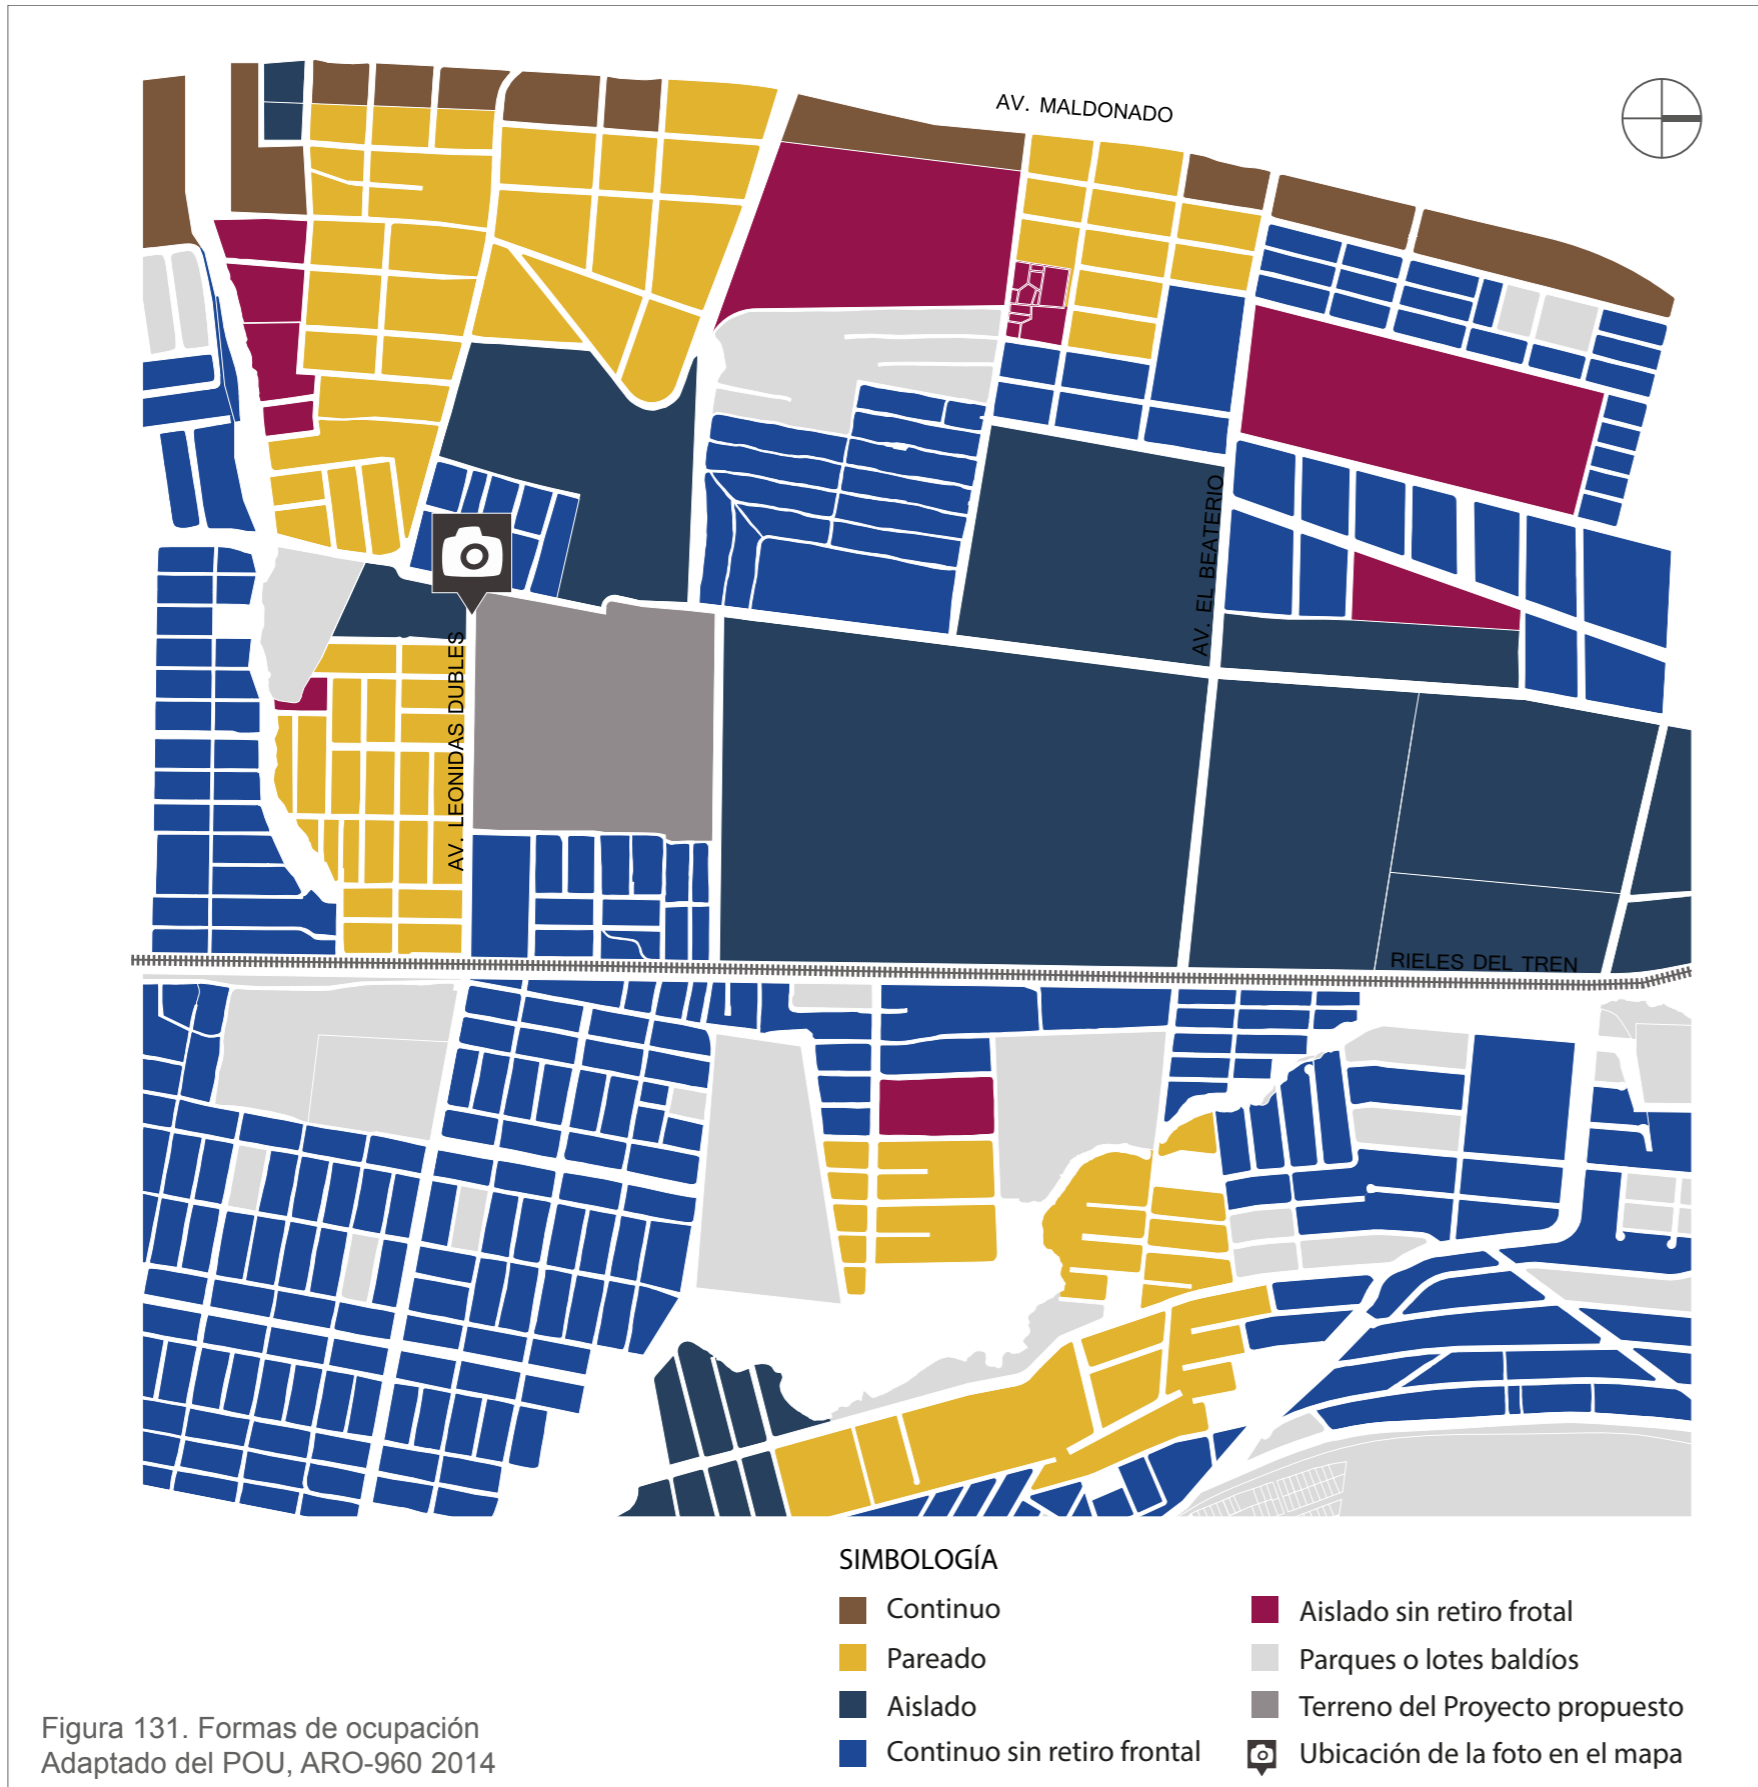 AV. MALDONADO
AV. EL BEATERIO
AV. LEONIDAS DUBLES
RIELES DEL TREN
SIMBOLOGÍA
Continuo
Pareado
Aislado
Continuo sin retiro frontal
Aislado sin retiro frotal
Parques o lotes baldíos
Terreno del Proyecto propuesto
Ubicación de la foto en el mapa
Figura 131. Formas de ocupación
Adaptado del POU, ARO-960 2014